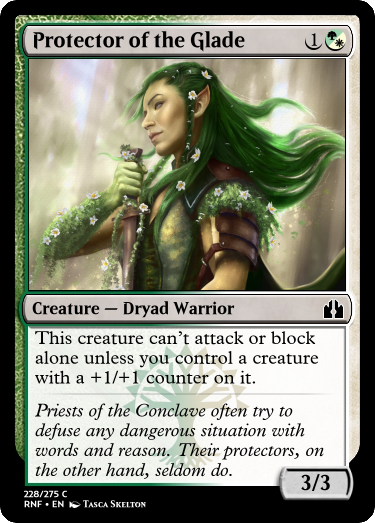 Protector of the Glade 1
Creature — Dryad Warrior
This creature can't attack or block
alone unless you control a creature
with a +1/+1 counter on it.
Priests of the Conclave often try to
defuse any dangerous situation with
words and reason. Their protectors, on
the other hand, seldom do.
3/3
228/275 C
RNF • EN Tasca Skelton